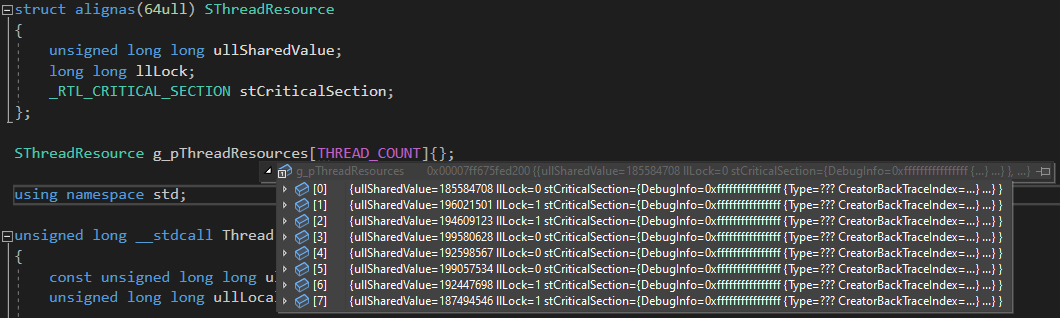 struct alignas(64ull) SThreadResource
{
unsigned long long ullSharedValue;
long long llLock;
_RTL_CRITICAL_SECTION stCriticalSection;
};
SThreadResource g_pThreadResources[THREAD_COUNT]{};
g_pThreadResources 0x00007ff675fed200 {{ullSharedValue=185584708 llLock=0 stCriticalSection={DebugInfo=0xffffffffffffffff {...} ...} }, ...}
using namespace std;
[0] {ullSharedValue=185584708 llLock=0 stCriticalSection={DebugInfo=0xffffffffffffffff {Type=??? CreatorBackTraceIndex=...} ...} }
[1] {ullSharedValue=196021501 llLock=1 stCriticalSection={DebugInfo=0xffffffffffffffff {Type=??? CreatorBackTraceIndex=...} ...} }
[2] {ullSharedValue=194609123 llLock=1 stCriticalSection={DebugInfo=0xffffffffffffffff {Type=??? CreatorBackTraceIndex=...} ...} }
[3] {ullSharedValue=199580628 llLock=0 stCriticalSection={DebugInfo=0xffffffffffffffff {Type=??? CreatorBackTraceIndex=...} ...} }
unsigned long __stdcall Thread
[4] {ullSharedValue=192598567 llLock=0 stCriticalSection={DebugInfo=0xffffffffffffffff {Type=??? CreatorBackTraceIndex=...} ...} }
{
[5] {ullSharedValue=199057534 llLock=0 stCriticalSection={DebugInfo=0xffffffffffffffff {Type=??? CreatorBackTraceIndex=...} ...} }
const unsigned long long ul
[6] {ullSharedValue=192447698 llLock=1 stCriticalSection={DebugInfo=0xffffffffffffffff {Type=??? CreatorBackTraceIndex=...} ...} }
unsigned long long ullLocal
[7] {ullSharedValue=187494546 llLock=1 stCriticalSection={DebugInfo=0xffffffffffffffff {Type=??? CreatorBackTraceIndex=...} ...} }